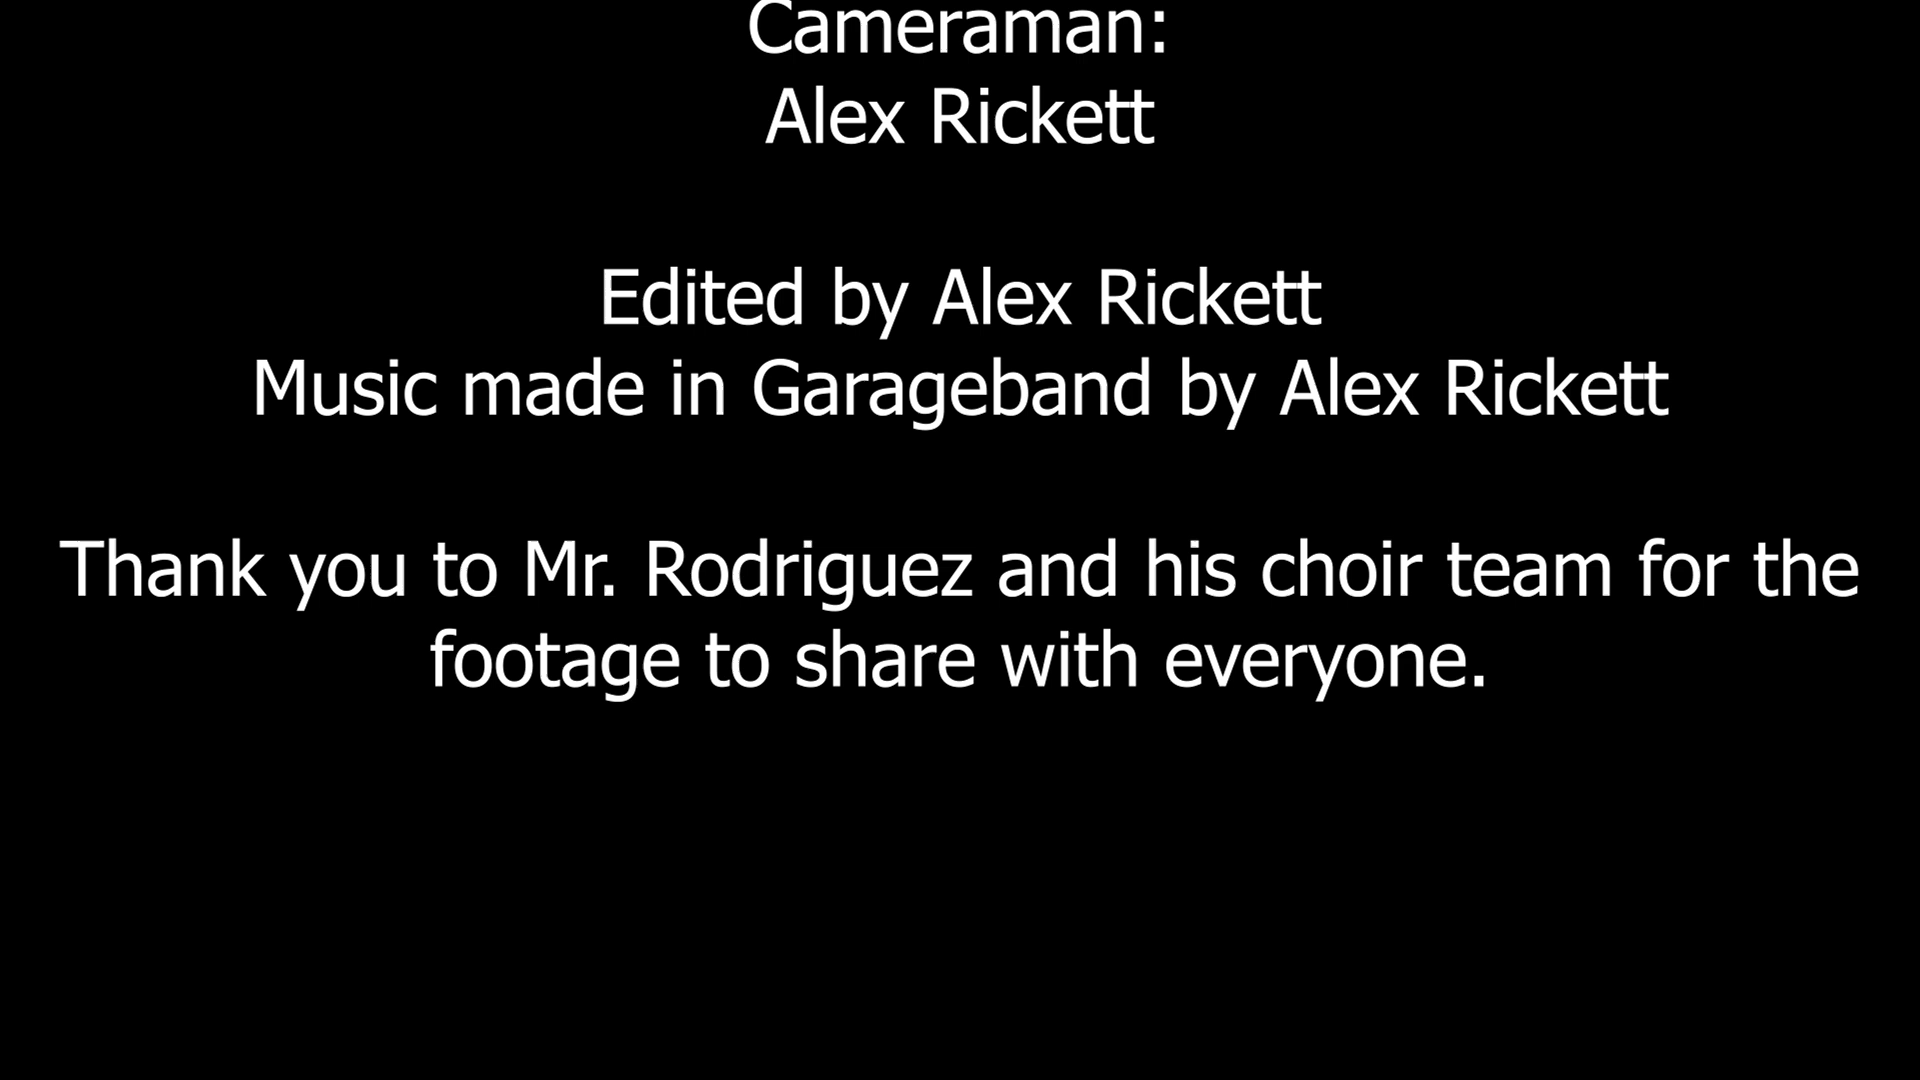 Cameraman:
Alex Rickett
Edited by Alex Rickett
Music made in Garageband by Alex Rickett
Thank you to Mr. Rodriguez and his choir team for the
footage to share with everyone.